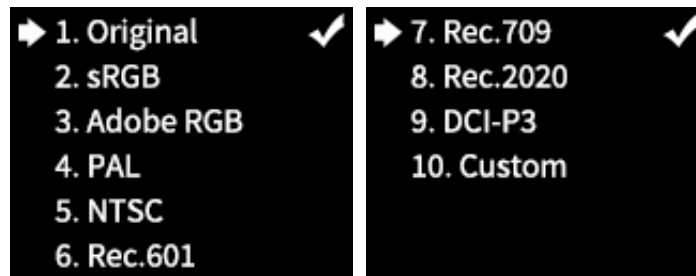 1. Original
2. sRGB
3. Adobe RGB
4. PAL
5. NTSC
6. Rec.601
7. Rec.709
8. Rec.2020
9. DCI-P3
10. Custom